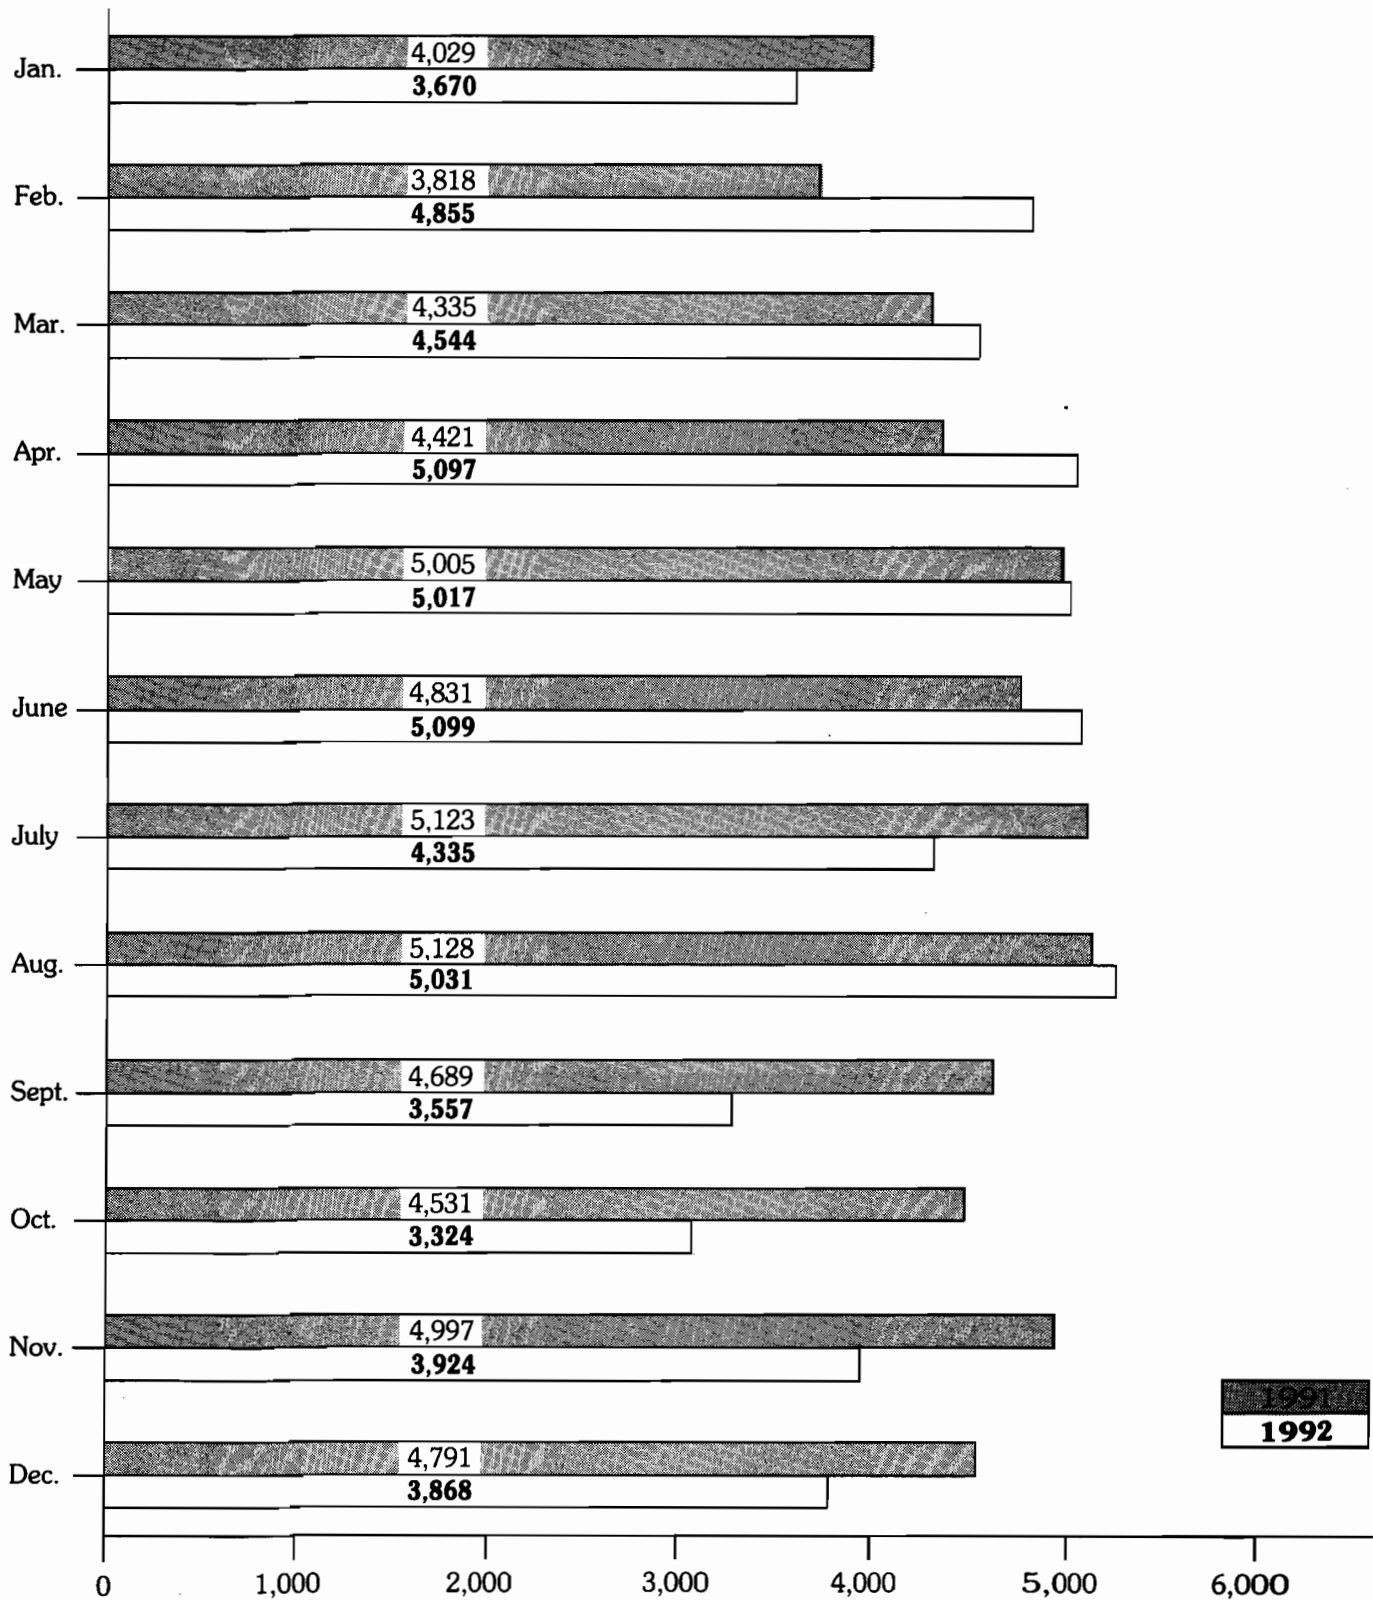 4,029
Jan.
3,670
3,818
Feb.
4,855
4,335
Mar.
4,544
4,421
Apr.
5,097
5,005
May
5,017
4,831
June
5,099
5,123
July
4,335
5,128
Aug.
5,031
4,689
Sept.
3,557
4,531
Oct.
3,324
4,997
Nov.
3,924
1991
1992
4,791
Dec.
3,868
0 1,000 2,000 3,000 4,000 5,000 6,000